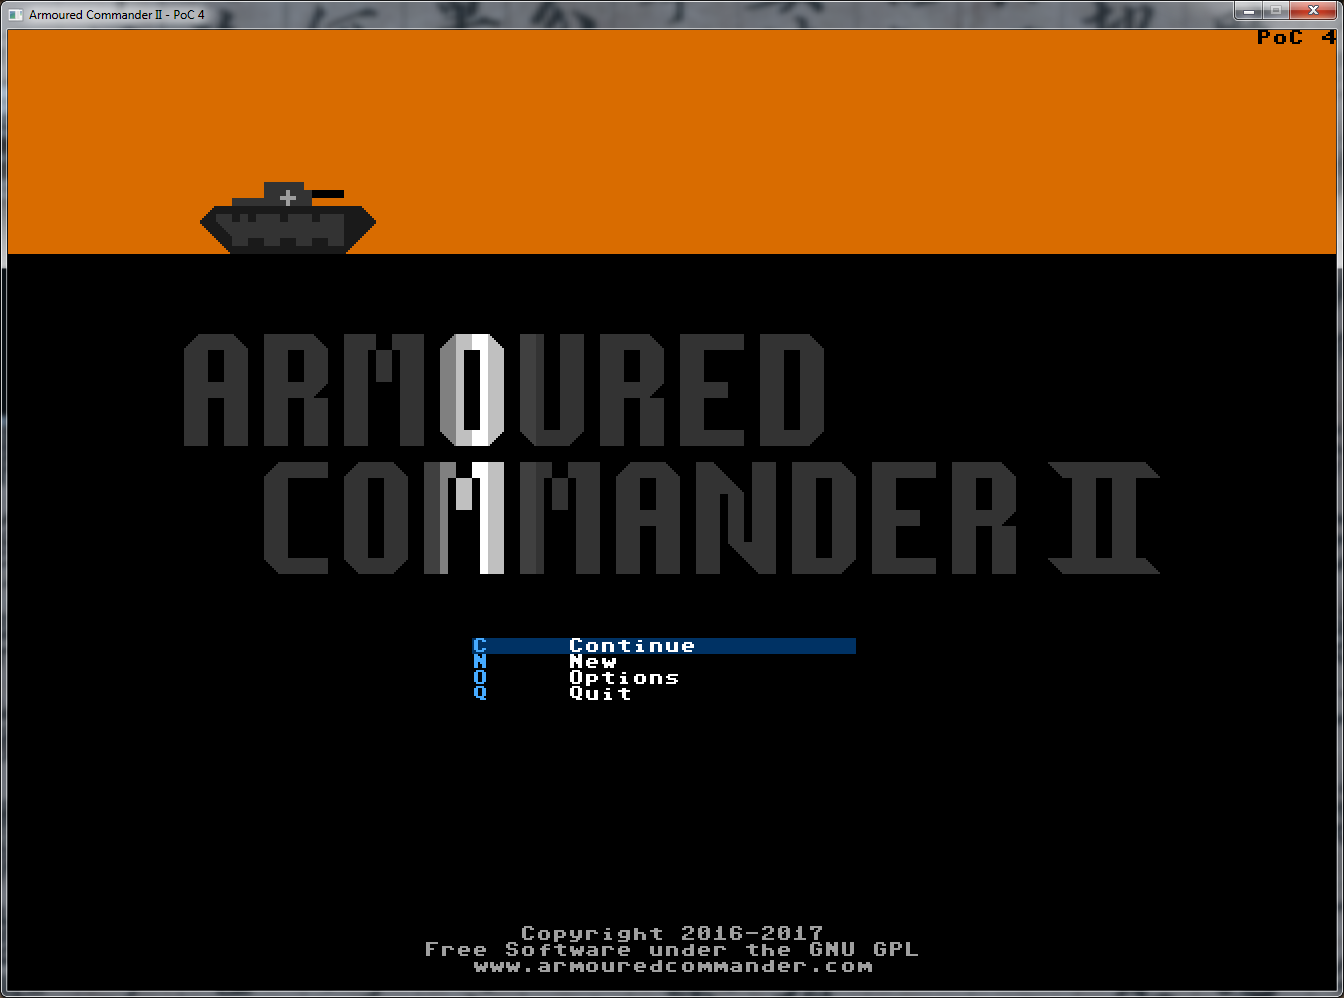 Armoured Commander II - PoC 4
PoC 4
ARMOURED
COMMANDER II
C Continue
N New
O Options
Q Quit
Copyright 2016-2017
Free Software under the GNU GPL
www.armouredcommander.com